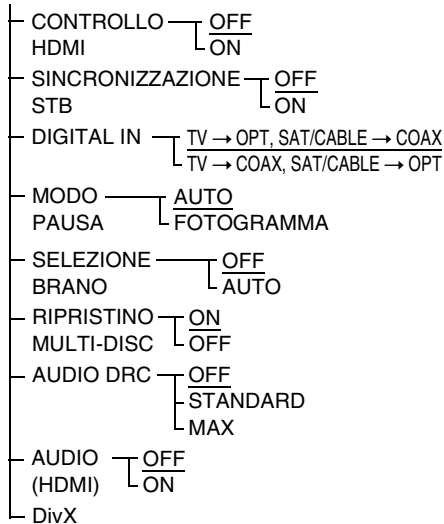 CONTROLLO OFF
HDMI ON
SINCRONIZZAZIONE OFF
STB ON
DIGITAL IN TV → OPT, SAT/CABLE → COAX
TV → COAX, SAT/CABLE → OPT
MODO AUTO
PAUSA FOTOGRAMMA
SELEZIONE OFF
BRANO AUTO
RIPRISTINO ON
MULTI-DISC OFF
AUDIO DRC OFF
STANDARD
MAX
AUDIO OFF
(HDMI) ON
DivX